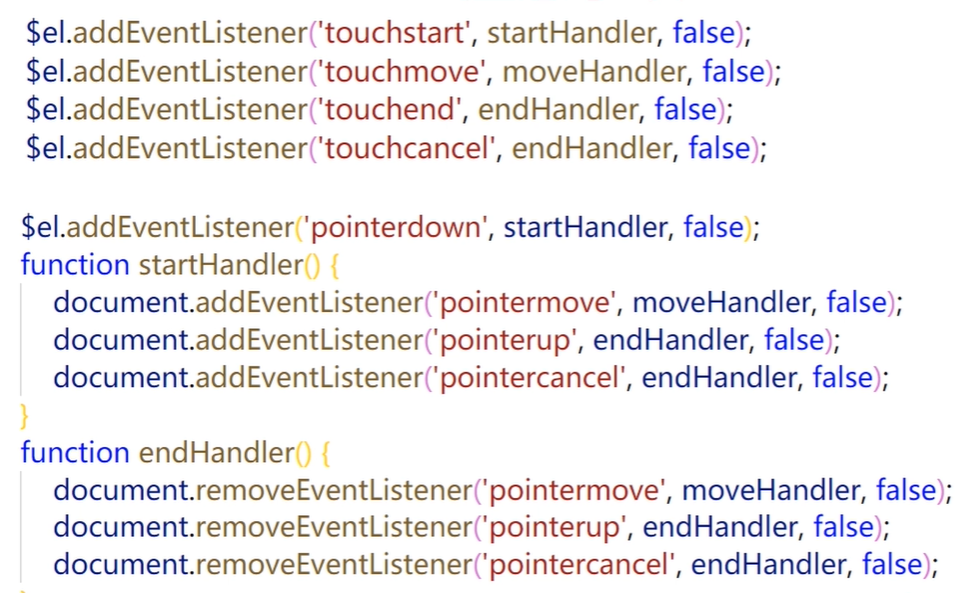 $el.addEventListener('touchstart', startHandler, false);
$el.addEventListener('touchmove', moveHandler, false);
$el.addEventListener('touchend', endHandler, false);
$el.addEventListener('touchcancel', endHandler, false);
$el.addEventListener('pointerdown', startHandler, false);
function startHandler() {
document.addEventListener('pointermove', moveHandler, false);
document.addEventListener('pointerup', endHandler, false);
document.addEventListener('pointercancel', endHandler, false);
}
function endHandler() {
document.removeEventListener('pointermove', moveHandler, false);
document.removeEventListener('pointerup', endHandler, false);
document.removeEventListener('pointercancel', endHandler, false);